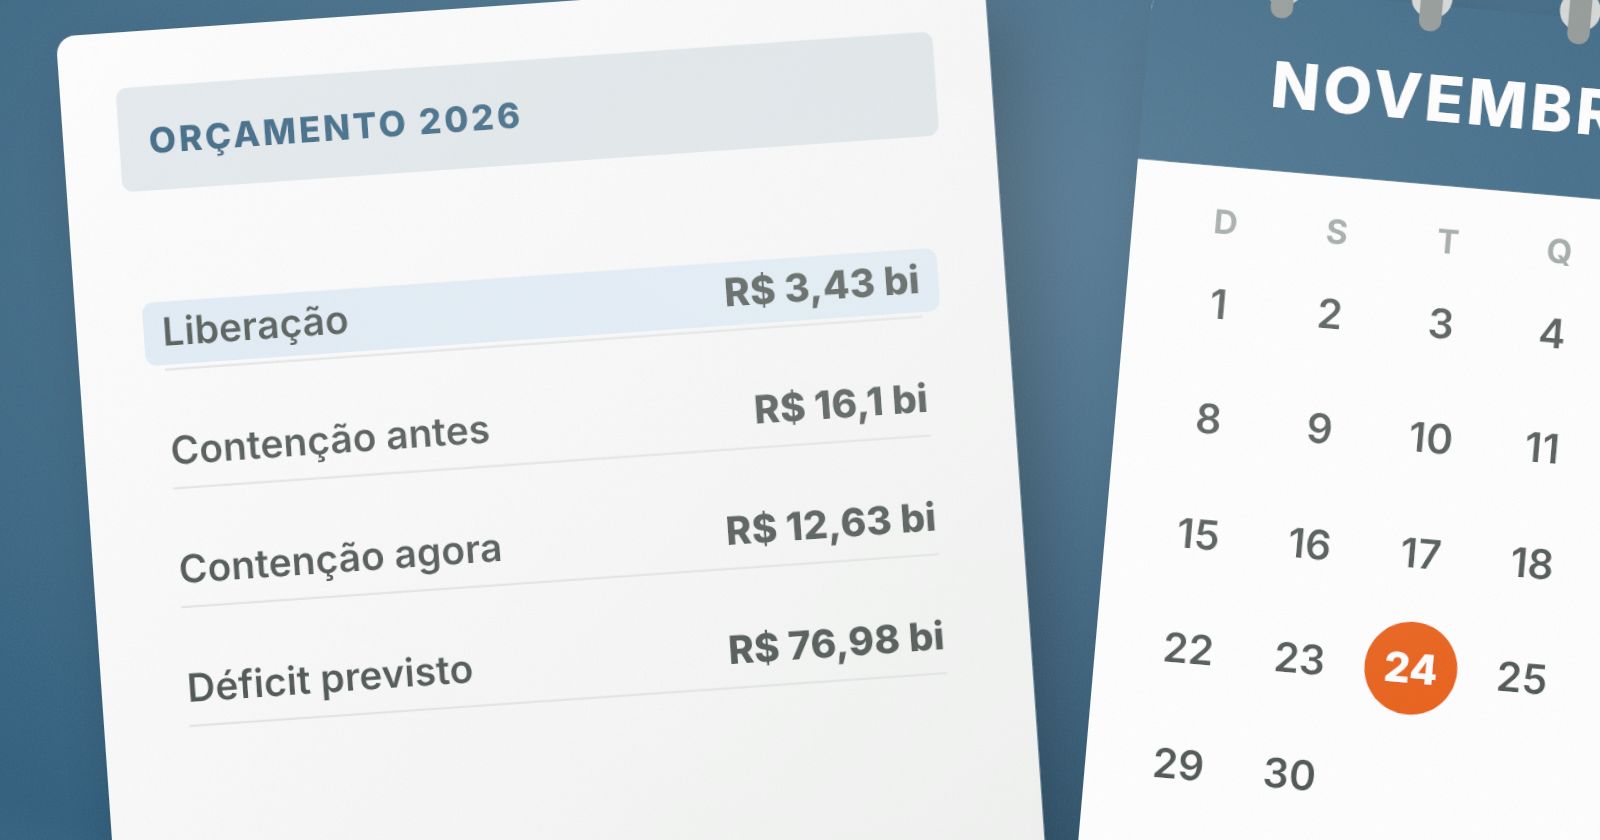 ORÇAMENTO 2026
Liberação R$ 3,43 bi
Contenção antes R$ 16,1 bi
Contenção agora R$ 12,63 bi
Déficit previsto R$ 76,98 bi
NOVEMBR
D S T Q
1 2 3 4
8 9 10 11
15 16 17 18
22 23 24 25
29 30